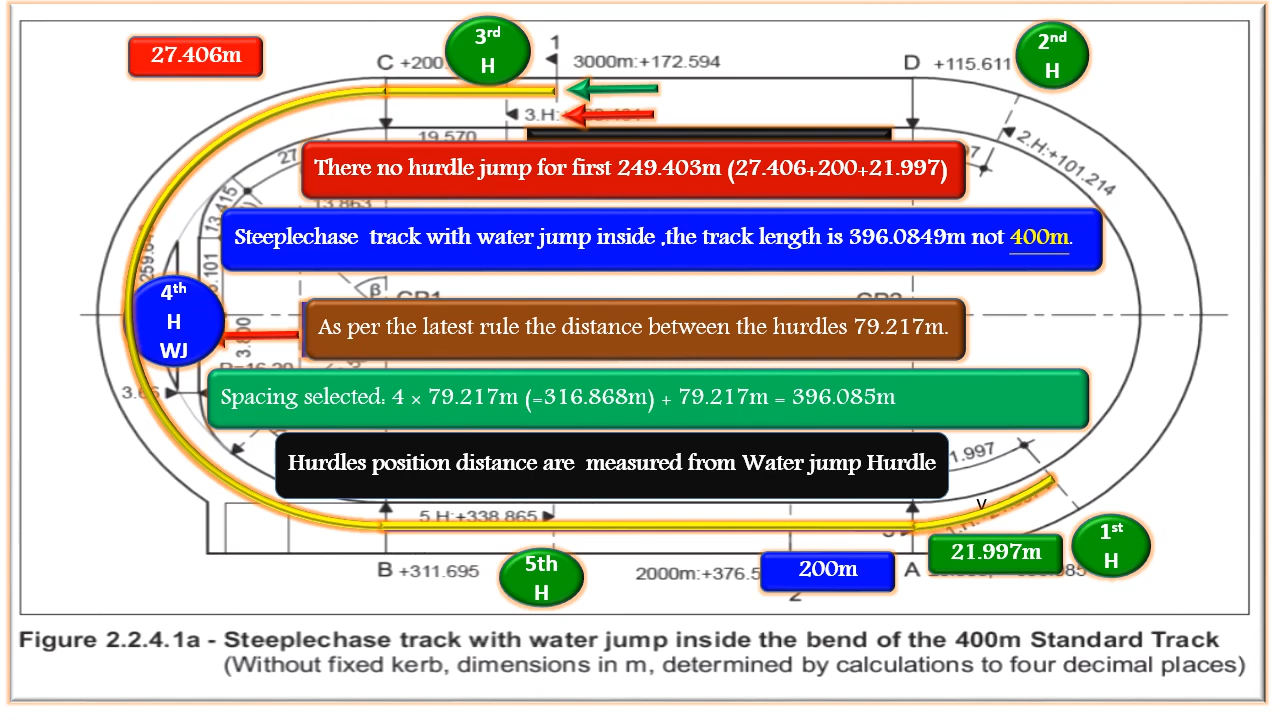 27.406m
3rd
H
1
2nd
H
C +200
3000m:+172.594
D +115.611
3.H:
19.570
27
2.H:+101.214
There no hurdle jump for first 249.403m (27.406+200+21.997)
13.415
13.863
Steeplechase track with water jump inside ,the track length is 396.0849m not 400m.
β
4th
H
WJ
As per the latest rule the distance between the hurdles 79.217m.
Spacing selected: 4 × 79.217m (=316.868m) + 79.217m = 396.085m
Hurdles position distance are measured from Water jump Hurdle
1.997
V
5.H:+338.865
1st
H
21.997m
B +311.695
5th
H
2000m:+376.5
200m
A
2
Figure 2.2.4.1a - Steeplechase track with water jump inside the bend of the 400m Standard Track
(Without fixed kerb, dimensions in m, determined by calculations to four decimal places)